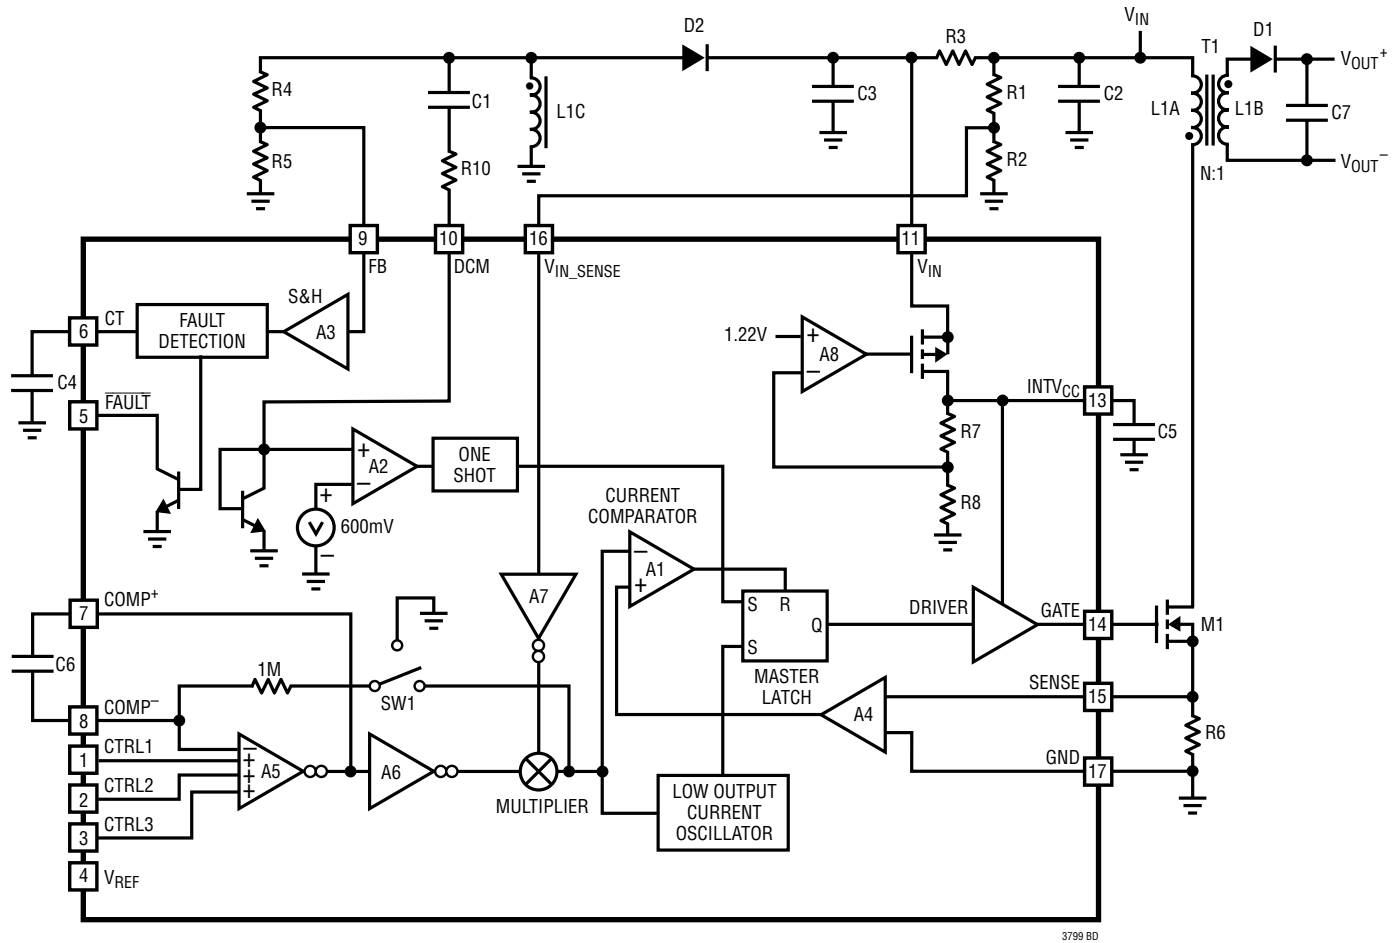 D2
R3
V_IN
T1
D1
V_OUT^+
R4
C1
L1C
C3
R1
C2
L1A
L1B
C7
R5
R10
R2
N:1
V_OUT^–
9
10
16
11
FB
DCM
V_IN_SENSE
V_IN
S&H
6
CT
FAULT
DETECTION
A3
1.22V
+
–
A8
C4
5
F̅A̅U̅L̅T̅
INTV_CC
13
C5
R7
R8
+
–
A2
ONE
SHOT
+
600mV
–
CURRENT
COMPARATOR
–
+
A1
A7
7
COMP^+
S
R
Q
S
DRIVER
GATE
14
M1
MASTER
LATCH
C6
1M
SW1
8
COMP^–
SENSE
15
A4
R6
1
CTRL1
–
+
+
+
A5
A6
MULTIPLIER
GND
17
2
CTRL2
LOW OUTPUT
CURRENT
OSCILLATOR
3
CTRL3
4
V_REF
3799 BD